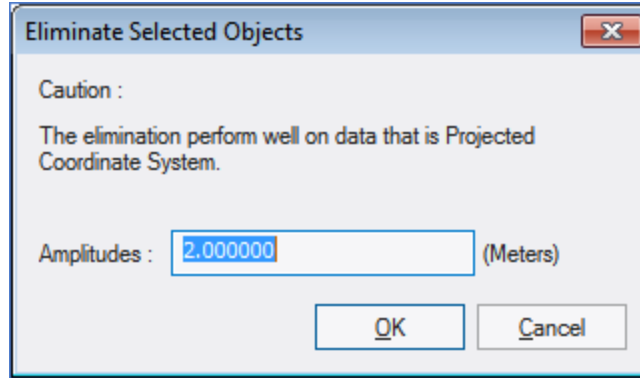 Eliminate Selected Objects
Caution :
The elimination perform well on data that is Projected
Coordinate System.
Amplitudes : 2.000000 (Meters)
OK Cancel